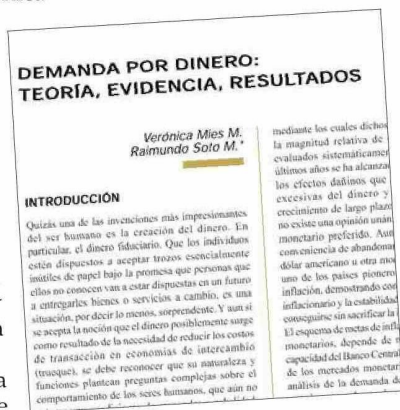 DEMANDA POR DINERO:
TEORÍA, EVIDENCIA, RESULTADOS
Verónica Mies M.
Raimundo Soto M.*
INTRODUCCIÓN
Quizás una de las invenciones más impresionantes
del ser humano es la creación del dinero. En
particular, el dinero fiduciario. Que los individuos
estén dispuestos a aceptar trozos esencialmente
inútiles de papel bajo la promesa que personas que
ellos no conocen van a estar dispuestas en un futuro
a entregarles bienes o servicios a cambio, es una
situación, por decir lo menos, sorprendente. Y aun si
se acepta la noción que el dinero posiblemente surge
como resultado de la necesidad de reducir los costos
de transacción en economías de intercambio
(trueque), se debe reconocer que su naturaleza y
funciones plantean preguntas complejas sobre el
comportamiento de los seres humanos, que aún no
mediante los cuales dichos
la magnitud relativa de
evaluados sistemáticamen
últimos años se ha alcanza
los efectos dañinos que
excesivas del dinero y
crecimiento de largo plazo
no existe una opinión unán
monetario preferido. Aun
conveniencia de abandonar
dólar americano u otra mo
uno de los países pioneros
inflación, demostrando con
inflacionario y la estabilidad
conseguirse sin sacrificar la
El esquema de metas de infla
monetarios, depende de
capacidad del Banco Central
de los mercados monetar
análisis de la demanda de